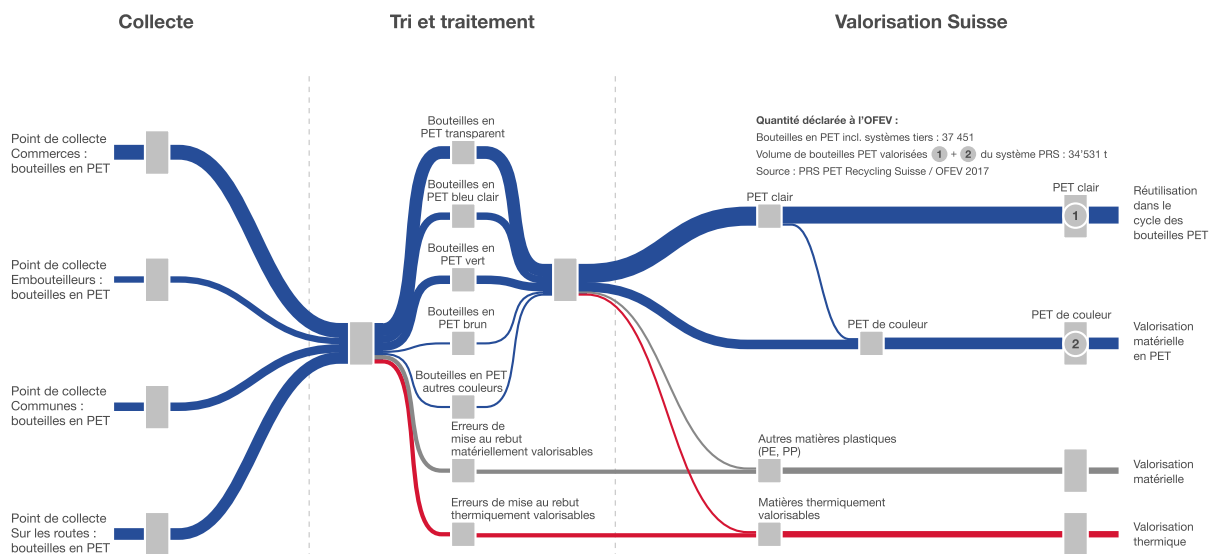 Collecte
Tri et traitement
Valorisation Suisse
Point de collecte
Commerces :
bouteilles en PET
Point de collecte
Embouteilleurs :
bouteilles en PET
Point de collecte
Communes :
bouteilles en PET
Point de collecte
Sur les routes :
bouteilles en PET
Bouteilles en
PET transparent
Bouteilles en
PET bleu clair
Bouteilles en
PET vert
Bouteilles en
PET brun
Bouteilles en PET
autres couleurs
Erreurs de
mise au rebut
matériellement valorisables
Erreurs de mise au rebut
thermiquement valorisables
Quantité déclarée à l'OFEV :
Bouteilles en PET incl. systèmes tiers : 37 451
Volume de bouteilles PET valorisées 1 + 2 du système PRS : 34'531 t
Source : PRS PET Recycling Suisse / OFEV 2017
PET clair
PET clair
1
Réutilisation
dans le
cycle des
bouteilles PET
PET de couleur
PET de couleur
2
Valorisation
matérielle
en PET
Autres matières plastiques
(PE, PP)
Valorisation
matérielle
Matières thermiquement
valorisables
Valorisation
thermique